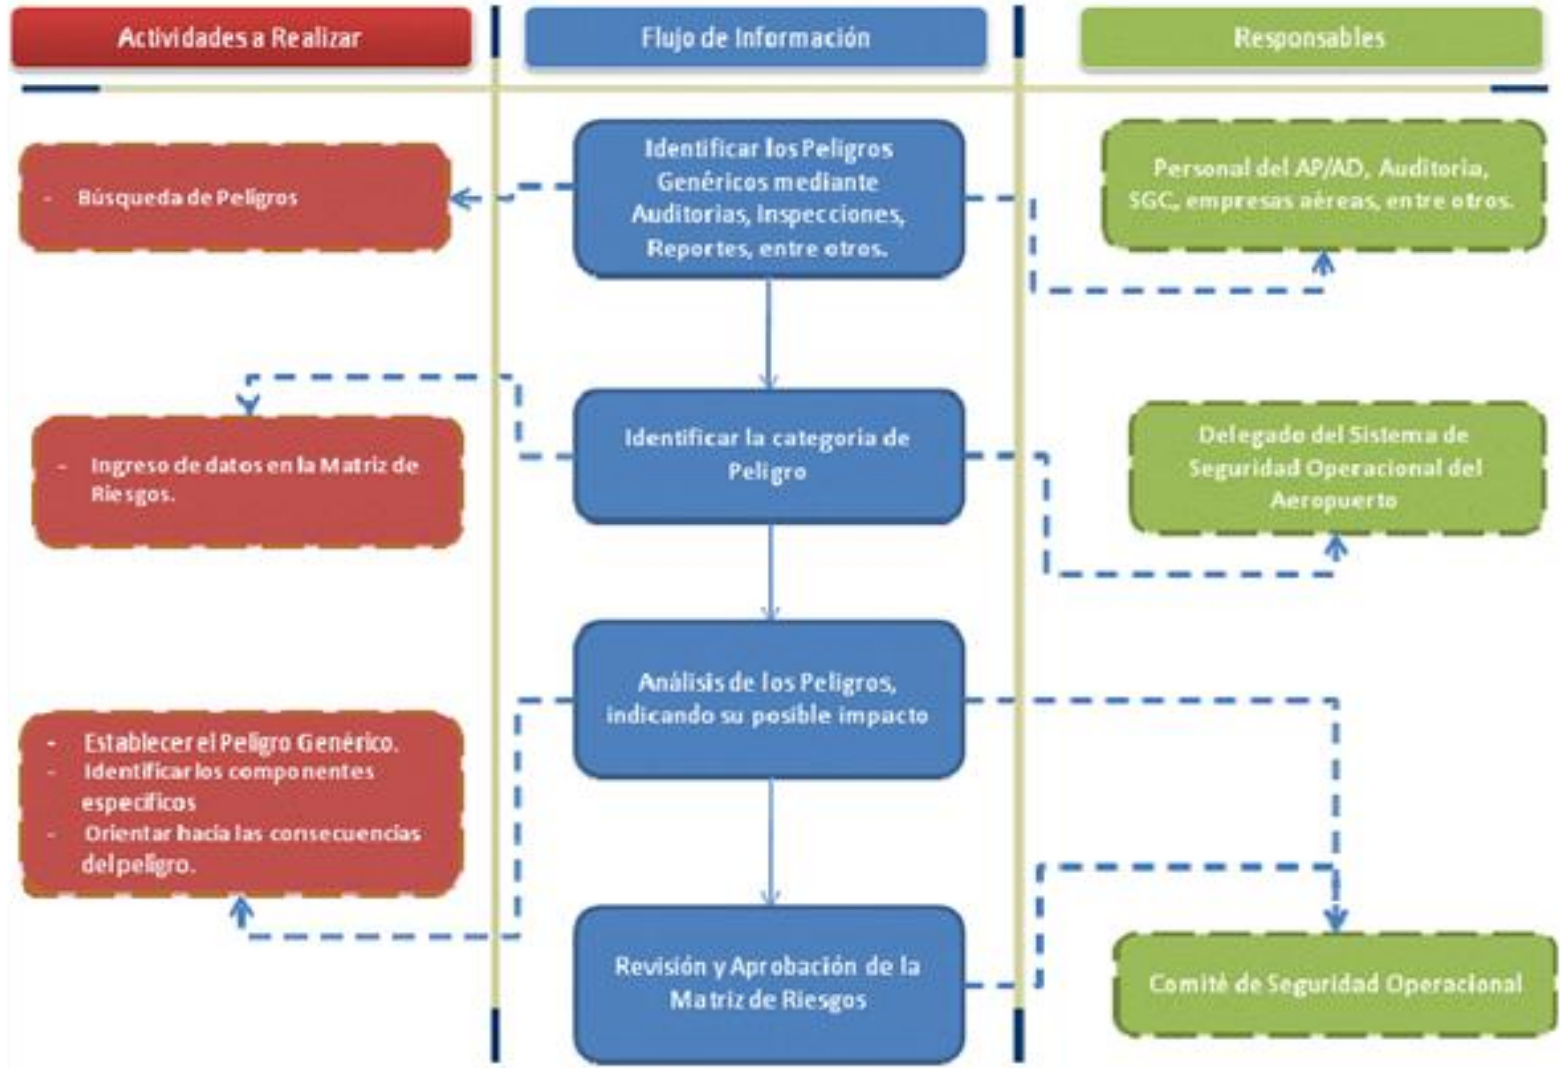 Actividades a Realizar
Flujo de Información
Responsables
- Búsqueda de Peligros
Identificar los Peligros
Genéricos mediante
Auditorias, Inspecciones,
Reportes, entre otros.
Personal del AP/AD, Auditoria,
SGC, empresas aéreas, entre otros.
- Ingreso de datos en la Matriz de
Riesgos.
Identificar la categoria de
Peligro
Delegado del Sistema de
Seguridad Operacional del
Aeropuerto
- Establecer el Peligro Genérico.
- Identificar los componentes
específicos
- Orientar hacia las consecuencias
del peligro.
Análisis de los Peligros,
indicando su posible impacto
Revisión y Aprobación de la
Matriz de Riesgos
Comité de Seguridad Operacional